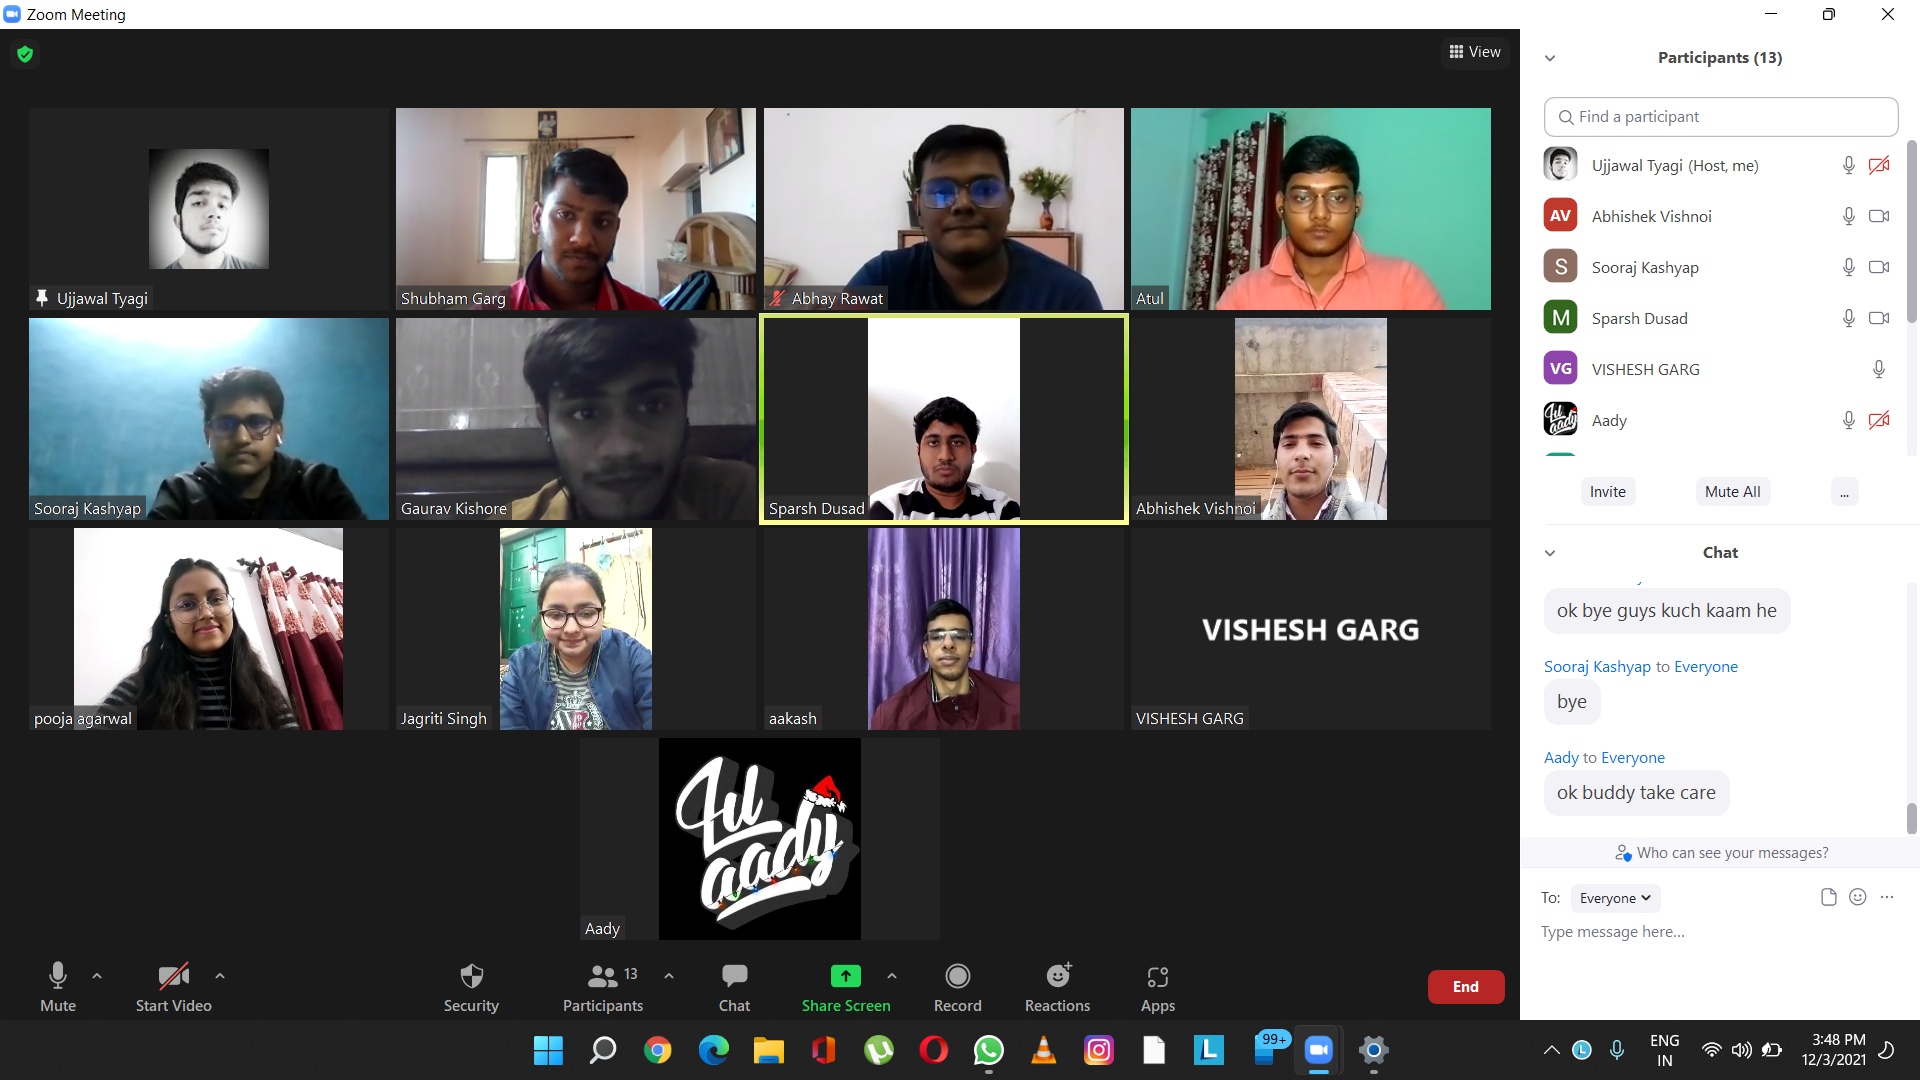 Zoom Meeting
View
Ujjawal Tyagi
Shubham Garg
Abhay Rawat
Atul
Sooraj Kashyap
Gaurav Kishore
Sparsh Dusad
Abhishek Vishnoi
pooja agarwal
Jagriti Singh
aakash
VISHESH GARG
VISHESH GARG
Lil
aady
Aady
Mute
Start Video
Security
13
Participants
Chat
Share Screen
Record
Reactions
Apps
End
Participants (13)
Find a participant
Ujjawal Tyagi (Host, me)
AV Abhishek Vishnoi
S Sooraj Kashyap
M Sparsh Dusad
VG VISHESH GARG
Lil aady Aady
Invite Mute All ...
Chat
ok bye guys kuch kaam he
Sooraj Kashyap to Everyone
bye
Aady to Everyone
ok buddy take care
Who can see your messages?
To: Everyone
Type message here...
L
99+
L
ENG
IN
3:48 PM
12/3/2021